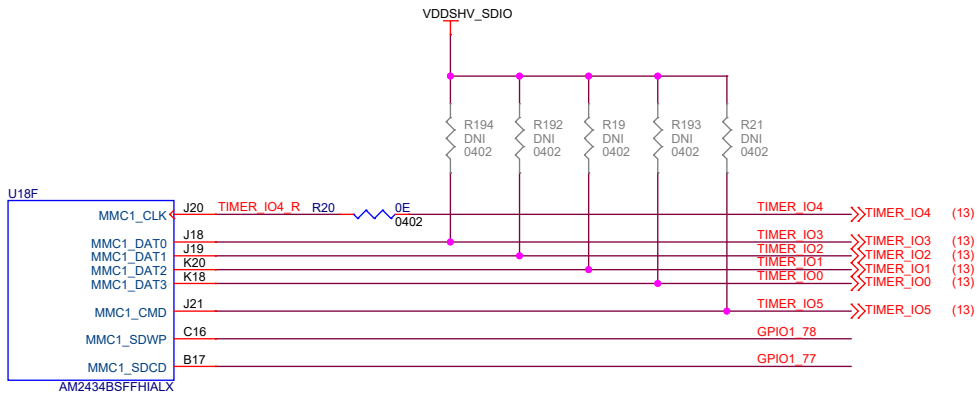 VDDSHV_SDIO
R194 R192 R19 R193 R21
DNI DNI DNI DNI DNI
0402 0402 0402 0402 0402
U18F
MMC1_CLK J20 TIMER_IO4_R R20 0E TIMER_IO4 TIMER_IO4 (13)
0402
MMC1_DAT0 J18 TIMER_IO3 TIMER_IO3 (13)
MMC1_DAT1 J19 TIMER_IO2 TIMER_IO2 (13)
MMC1_DAT2 K20 TIMER_IO1 TIMER_IO1 (13)
MMC1_DAT3 K18 TIMER_IO0 TIMER_IO0 (13)
MMC1_CMD J21 TIMER_IO5 TIMER_IO5 (13)
MMC1_SDWP C16 GPIO1_78
MMC1_SDCD B17 GPIO1_77
AM2434BSFFHIALX